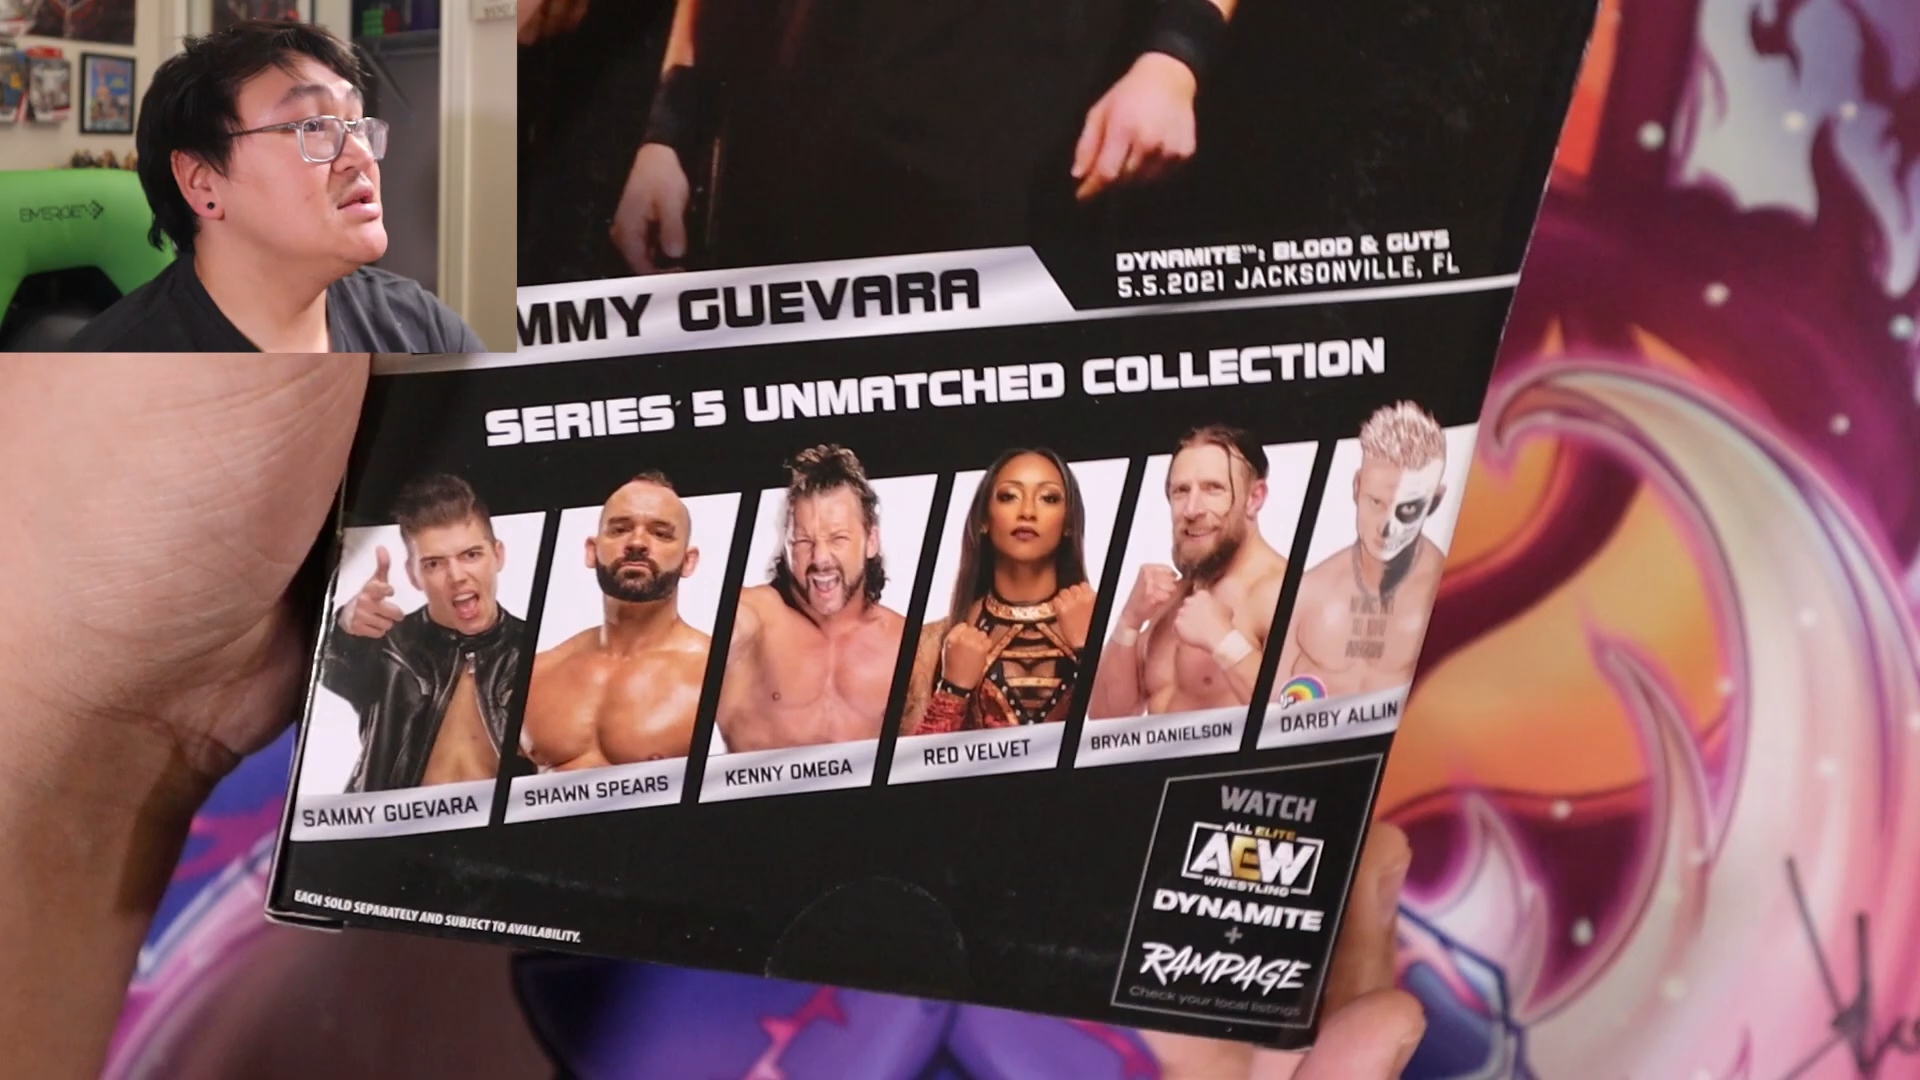 YOU
EMERGE
MMY GUEVARA
DYNAMITE™: BLOOD & GUTS
5.5.2021 JACKSONVILLE, FL
SERIES 5 UNMATCHED COLLECTION
SAMMY GUEVARA
SHAWN SPEARS
KENNY OMEGA
RED VELVET
BRYAN DANIELSON
DARBY ALLIN
WATCH
ALL ELITE
AEW
WRESTLING
DYNAMITE
+
RAMPAGE
Check your local listings
EACH SOLD SEPARATELY AND SUBJECT TO AVAILABILITY.